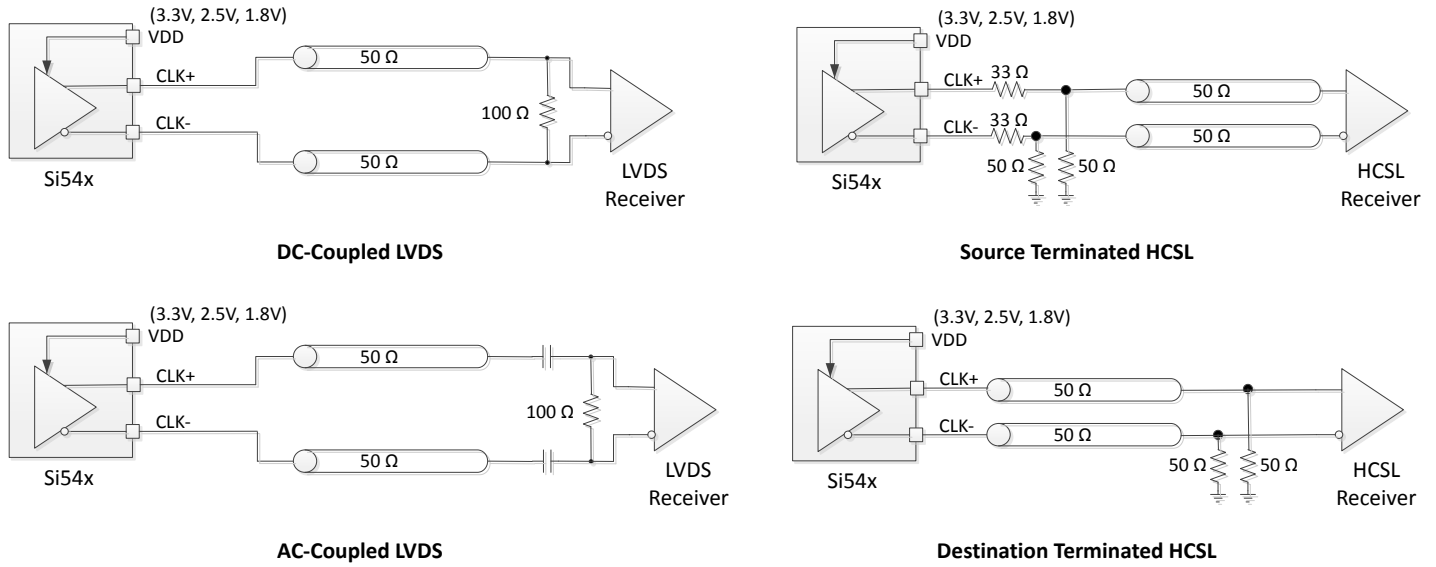 (3.3V, 2.5V, 1.8V)
VDD
CLK+
CLK-
50 Ω
50 Ω
100 Ω
Si54x
LVDS
Receiver
DC-Coupled LVDS
(3.3V, 2.5V, 1.8V)
VDD
CLK+
33 Ω
CLK-
33 Ω
50 Ω
50 Ω
50 Ω
50 Ω
Si54x
HCSL
Receiver
Source Terminated HCSL
(3.3V, 2.5V, 1.8V)
VDD
CLK+
CLK-
50 Ω
50 Ω
100 Ω
Si54x
LVDS
Receiver
AC-Coupled LVDS
(3.3V, 2.5V, 1.8V)
VDD
CLK+
CLK-
50 Ω
50 Ω
50 Ω
50 Ω
Si54x
HCSL
Receiver
Destination Terminated HCSL